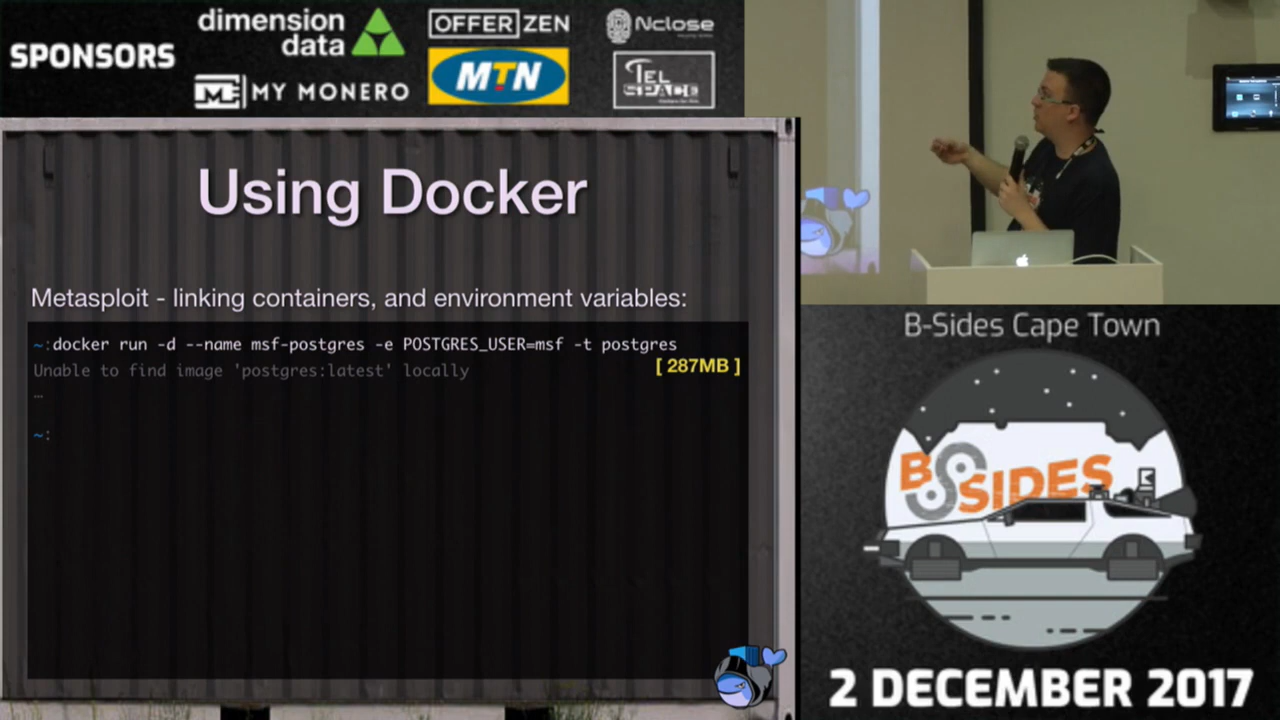 SPONSORS
dimension
data
OFFERZEN
Nclose
MY MONERO
MTN
TEL
SPACE
Using Docker
Metasploit - linking containers, and environment variables:
~:docker run -d --name msf-postgres -e POSTGRES_USER=msf -t postgres
Unable to find image 'postgres:latest' locally
[ 287MB ]
…
~:
B-Sides Cape Town
BSIDES
2 DECEMBER 2017